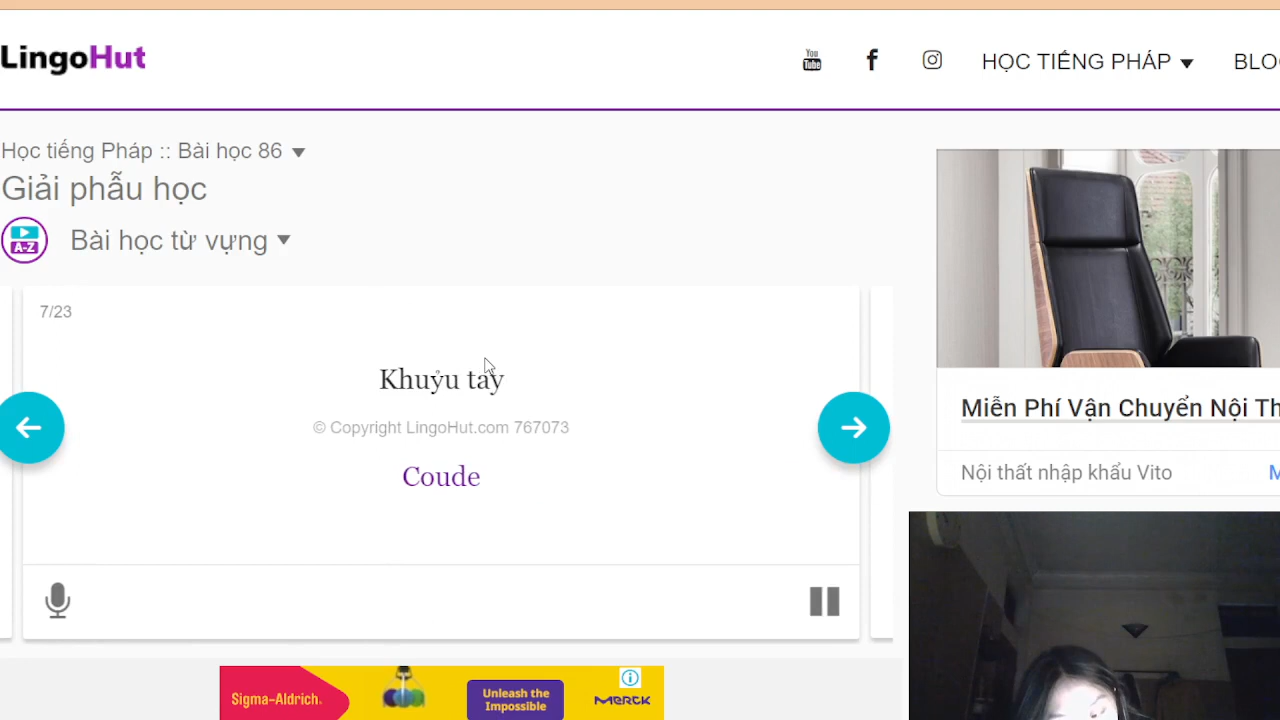 LingoHut
You Tube
HỌC TIẾNG PHÁP
Học tiếng Pháp :: Bài học 86
Giải phẫu học
A-Z
Bài học từ vựng
7/23
Khuỷu tay
© Copyright LingoHut.com 767073
Coude
Miễn Phí Vận Chuyển Nội
Nội thất nhập khẩu Vito
Sigma-Aldrich.
Unleash the
Impossible
MERCK